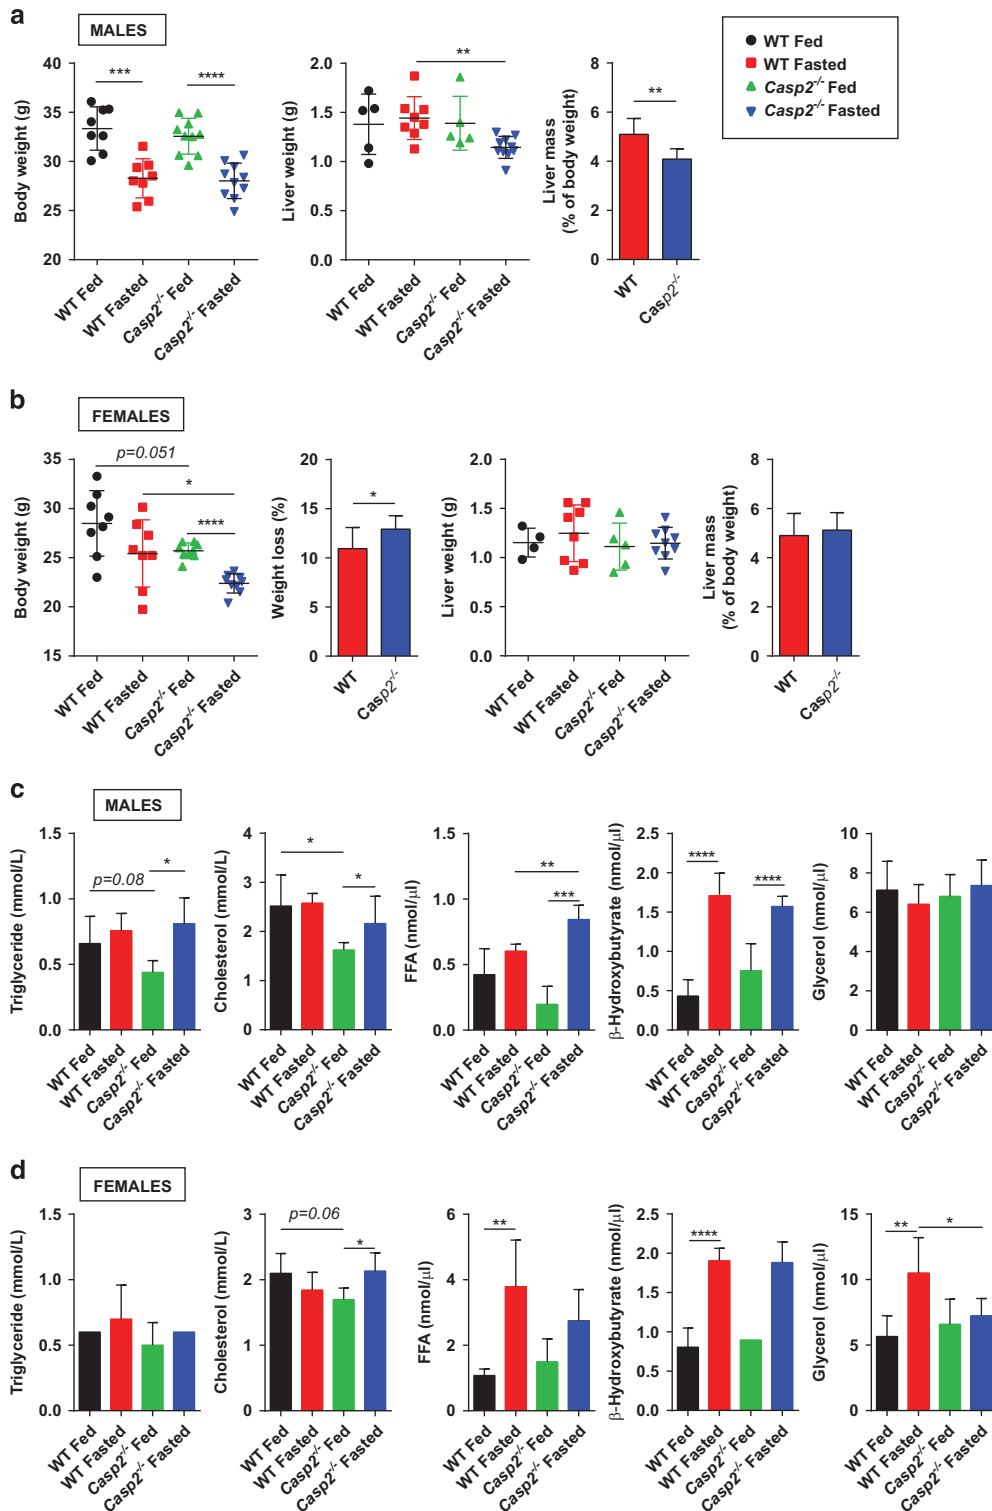 a
MALES
WT Fed
WT Fasted
Casp2-/- Fed
Casp2-/- Fasted
Body weight (g)
40
35
30
25
20
***
****
WT Fed
WT Fasted
Casp2-/- Fed
Casp2-/- Fasted
Liver weight (g)
2.0
1.5
1.0
0.5
0.0
**
WT Fed
WT Fasted
Casp2-/- Fed
Casp2-/- Fasted
Liver mass
(% of body weight)
8
6
4
2
0
**
WT
Casp2-/-
b
FEMALES
Body weight (g)
35
30
25
20
15
p=0.051
*
****
WT Fed
WT Fasted
Casp2-/- Fed
Casp2-/- Fasted
Weight loss (%)
20
15
10
5
0
*
WT
Casp2-/-
Liver weight (g)
2.0
1.5
1.0
0.5
0.0
WT Fed
WT Fasted
Casp2-/- Fed
Casp2-/- Fasted
Liver mass
(% of body weight)
8
6
4
2
0
WT
Casp2-/-
c
MALES
Triglyceride (mmol/L)
1.5
1.0
0.5
0.0
p=0.08
*
WT Fed
WT Fasted
Casp2-/- Fed
Casp2-/- Fasted
Cholesterol (mmol/L)
4
3
2
1
0
*
*
WT Fed
WT Fasted
Casp2-/- Fed
Casp2-/- Fasted
FFA (nmol/µl)
1.5
1.0
0.5
0.0
**
***
WT Fed
WT Fasted
Casp2-/- Fed
Casp2-/- Fasted
β-Hydroxybutyrate (nmol/µl)
2.5
2.0
1.5
1.0
0.5
0.0
****
****
WT Fed
WT Fasted
Casp2-/- Fed
Casp2-/- Fasted
Glycerol (nmol/µl)
10
8
6
4
2
0
WT Fed
WT Fasted
Casp2-/- Fed
Casp2-/- Fasted
d
FEMALES
Triglyceride (mmol/L)
1.5
1.0
0.5
0.0
WT Fed
WT Fasted
Casp2-/- Fed
Casp2-/- Fasted
Cholesterol (mmol/L)
3
2
1
0
p=0.06
*
WT Fed
WT Fasted
Casp2-/- Fed
Casp2-/- Fasted
FFA (nmol/µl)
6
4
2
0
**
WT Fed
WT Fasted
Casp2-/- Fed
Casp2-/- Fasted
β-Hydroxybutyrate (nmol/µl)
2.5
2.0
1.5
1.0
0.5
0.0
****
WT Fed
WT Fasted
Casp2-/- Fed
Casp2-/- Fasted
Glycerol (nmol/µl)
15
10
5
0
**
*
WT Fed
WT Fasted
Casp2-/- Fed
Casp2-/- Fasted